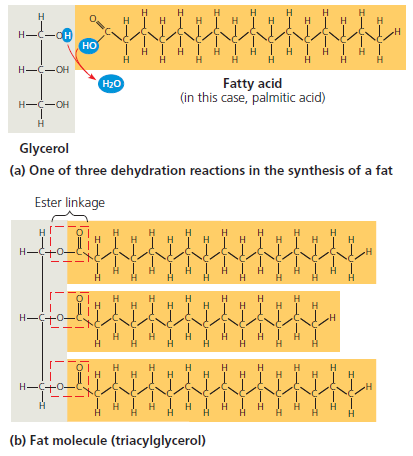 H–C–OH
HO
H2O
H–C–OH
H–C–OH
H
Fatty acid
(in this case, palmitic acid)
Glycerol
(a) One of three dehydration reactions in the synthesis of a fat
Ester linkage
(b) Fat molecule (triacylglycerol)